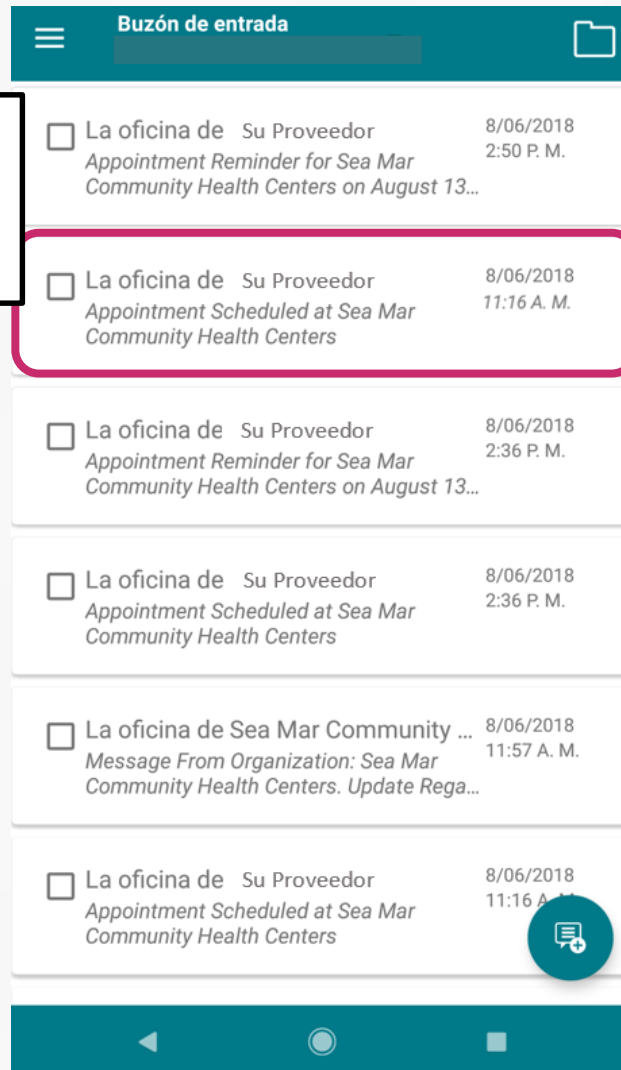 Buzón de entrada
La oficina de Su Proveedor 8/06/2018
Appointment Reminder for Sea Mar 2:50 P. M.
Community Health Centers on August 13...
La oficina de Su Proveedor 8/06/2018
Appointment Scheduled at Sea Mar 11:16 A. M.
Community Health Centers
La oficina de Su Proveedor 8/06/2018
Appointment Reminder for Sea Mar 2:36 P. M.
Community Health Centers on August 13...
La oficina de Su Proveedor 8/06/2018
Appointment Scheduled at Sea Mar 2:36 P. M.
Community Health Centers
La oficina de Sea Mar Community ... 8/06/2018
Message From Organization: Sea Mar 11:57 A. M.
Community Health Centers. Update Rega...
La oficina de Su Proveedor 8/06/2018
Appointment Scheduled at Sea Mar 11:16 A
Community Health Centers